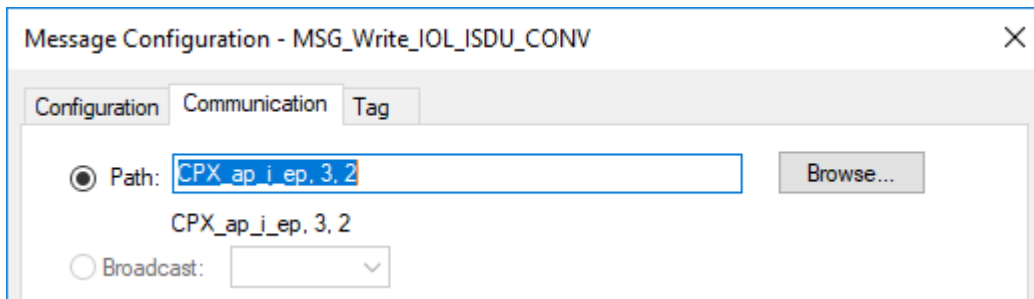 Message Configuration - MSG_Write_IOL_ISDU_CONV
Configuration Communication Tag
Path: CPX_ap_i_ep, 3, 2 Browse...
CPX_ap_i_ep, 3, 2
Broadcast: